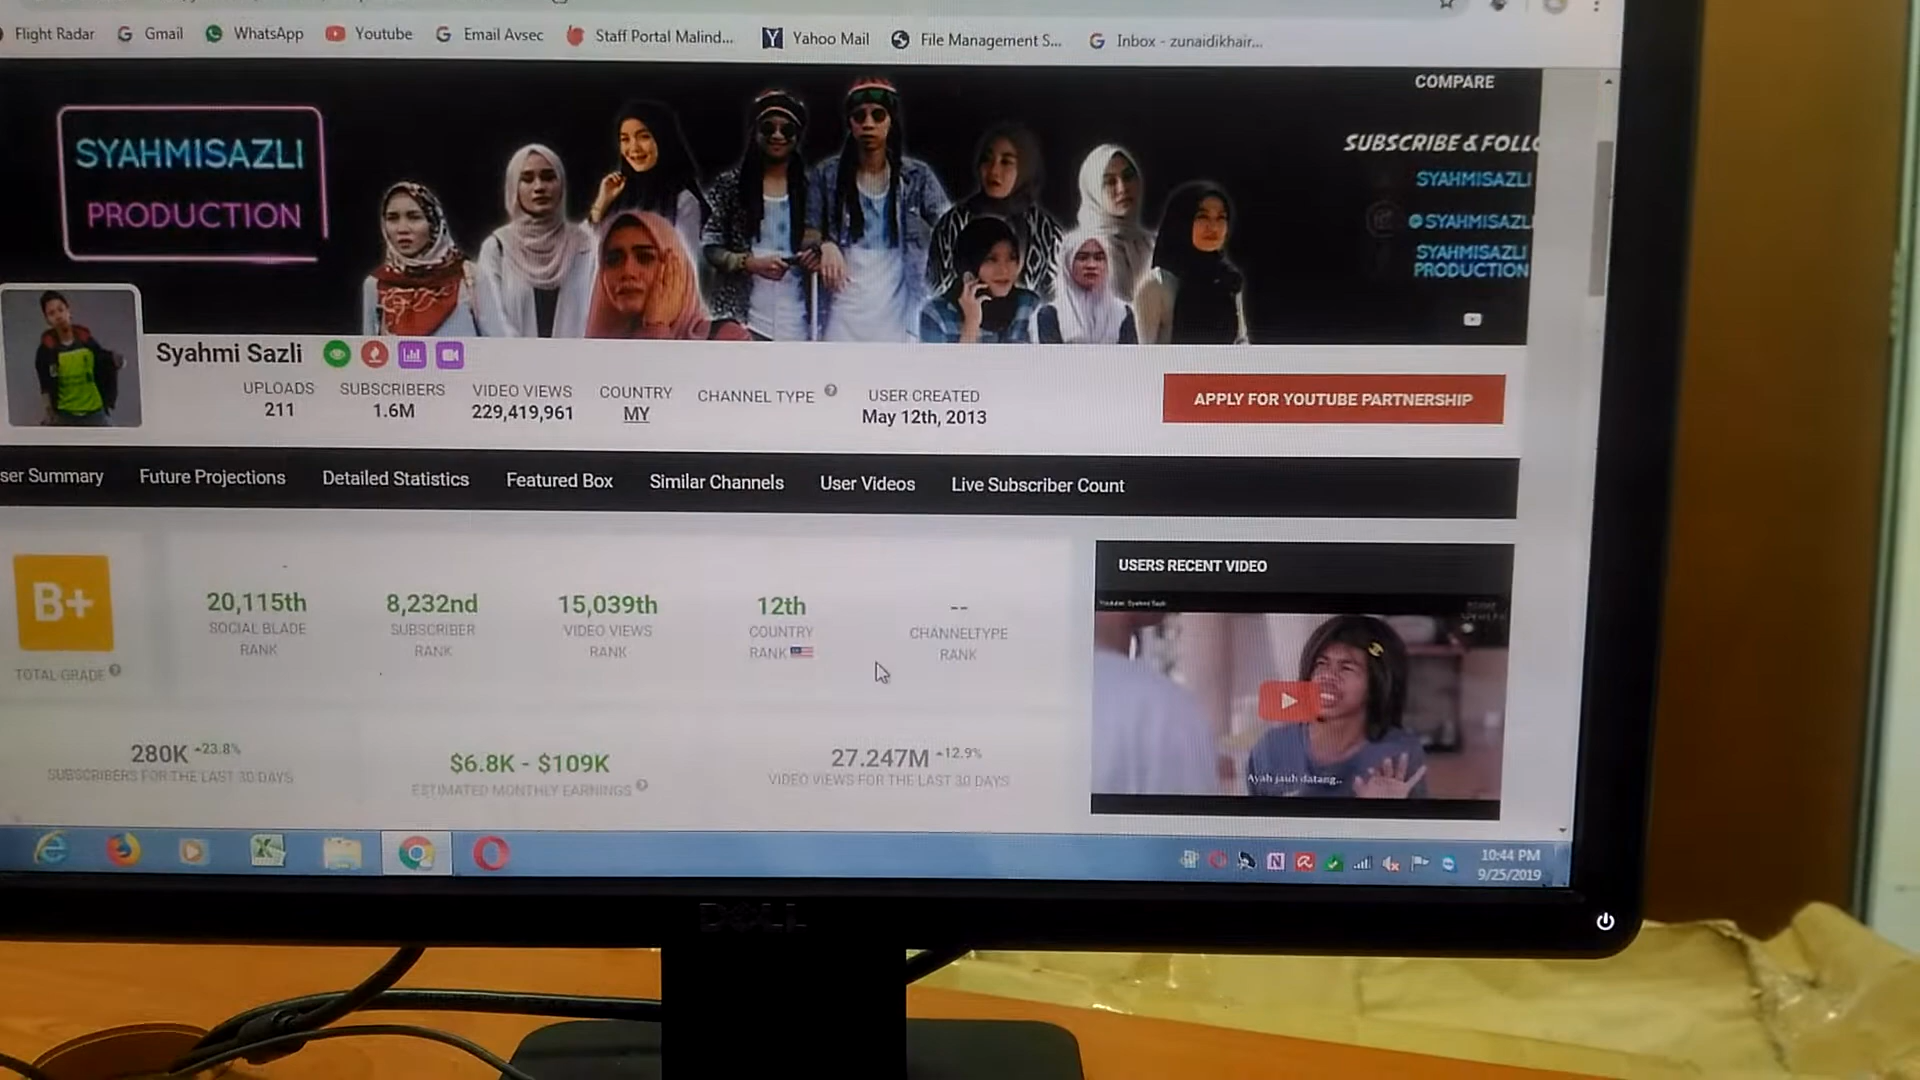 Flight Radar Gmail WhatsApp Youtube Email Avsec Staff Portal Malind... Yahoo Mail File Management S... Inbox - zunaidikhair...
COMPARE
SYAHMISAZLI
PRODUCTION
SUBSCRIBE & FOLLO
SYAHMISAZLI
@SYAHMISAZLI
SYAHMISAZLI
PRODUCTION
Syahmi Sazli
UPLOADS SUBSCRIBERS VIDEO VIEWS COUNTRY CHANNEL TYPE USER CREATED
211 1.6M 229,419,961 MY May 12th, 2013
APPLY FOR YOUTUBE PARTNERSHIP
ser Summary Future Projections Detailed Statistics Featured Box Similar Channels User Videos Live Subscriber Count
B+
TOTAL GRADE
20,115th 8,232nd 15,039th 12th --
SOCIAL BLADE SUBSCRIBER VIDEO VIEWS COUNTRY CHANNELTYPE
RANK RANK RANK RANK RANK
280K +23.8% $6.8K - $109K 27.247M +12.9%
SUBSCRIBERS FOR THE LAST 30 DAYS ESTIMATED MONTHLY EARNINGS VIDEO VIEWS FOR THE LAST 30 DAYS
USERS RECENT VIDEO
Youtube: Syahmi Sazli
Ayah jauh datang..
10:44 PM
9/25/2019
DELL